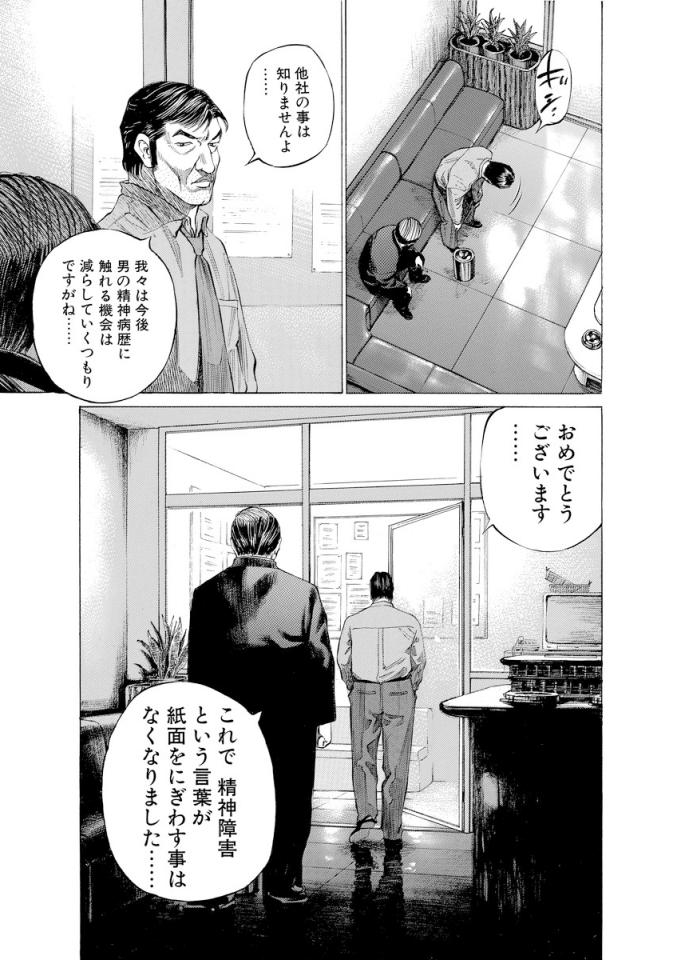 ギシ
他社の事は
知りませんよ
……
我々は今後
男の精神病歴に
触れる機会は
減らしていくつもり
ですがね……
おめでとう
ございます
……
これで 精神障害
という言葉が
紙面をにぎわす事は
なくなりました……